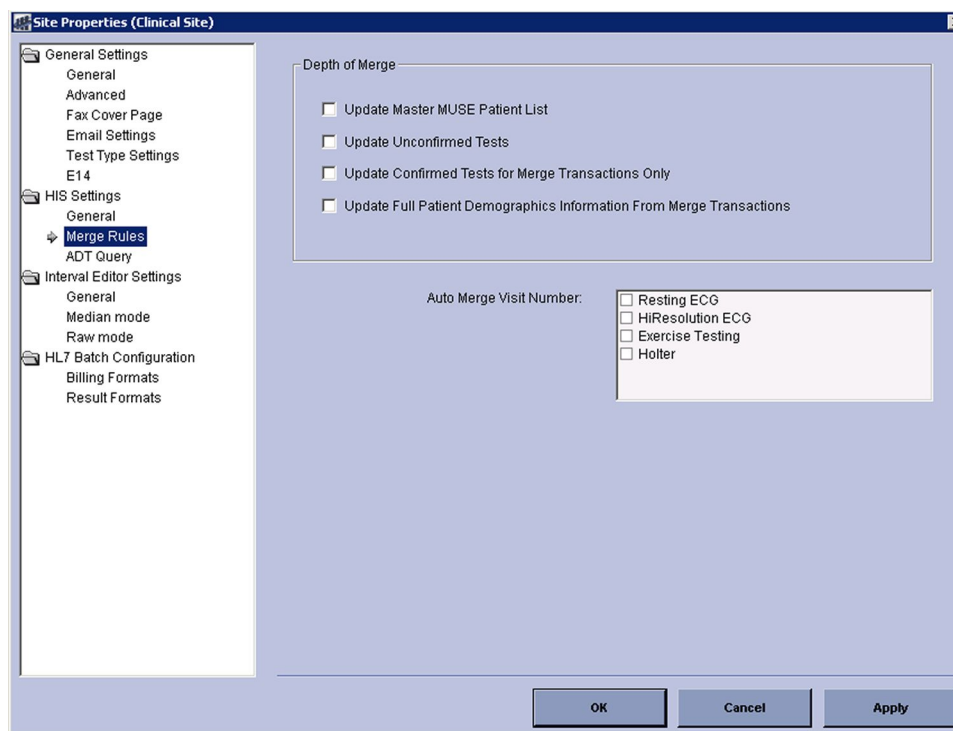 Site Properties (Clinical Site)
General Settings
General
Advanced
Fax Cover Page
Email Settings
Test Type Settings
E14
HIS Settings
General
Merge Rules
ADT Query
Interval Editor Settings
General
Median mode
Raw mode
HL7 Batch Configuration
Billing Formats
Result Formats
Depth of Merge
Update Master MUSE Patient List
Update Unconfirmed Tests
Update Confirmed Tests for Merge Transactions Only
Update Full Patient Demographics Information From Merge Transactions
Auto Merge Visit Number:
Resting ECG
HiResolution ECG
Exercise Testing
Holter
OK
Cancel
Apply